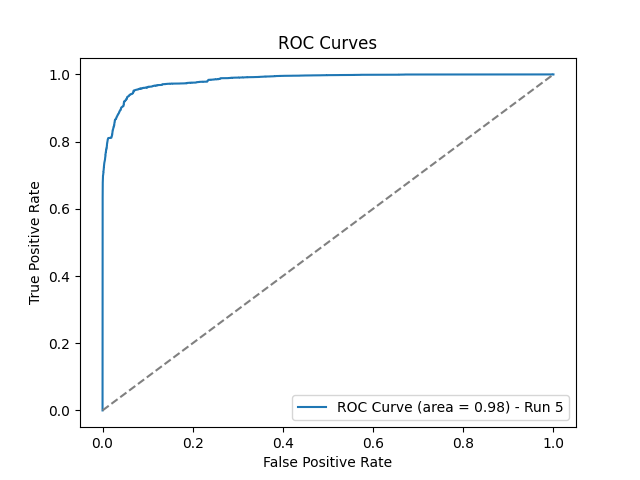 ROC Curves
True Positive Rate
1.0
0.8
0.6
0.4
0.2
0.0
ROC Curve (area = 0.98) - Run 5
0.0 0.2 0.4 0.6 0.8 1.0
False Positive Rate